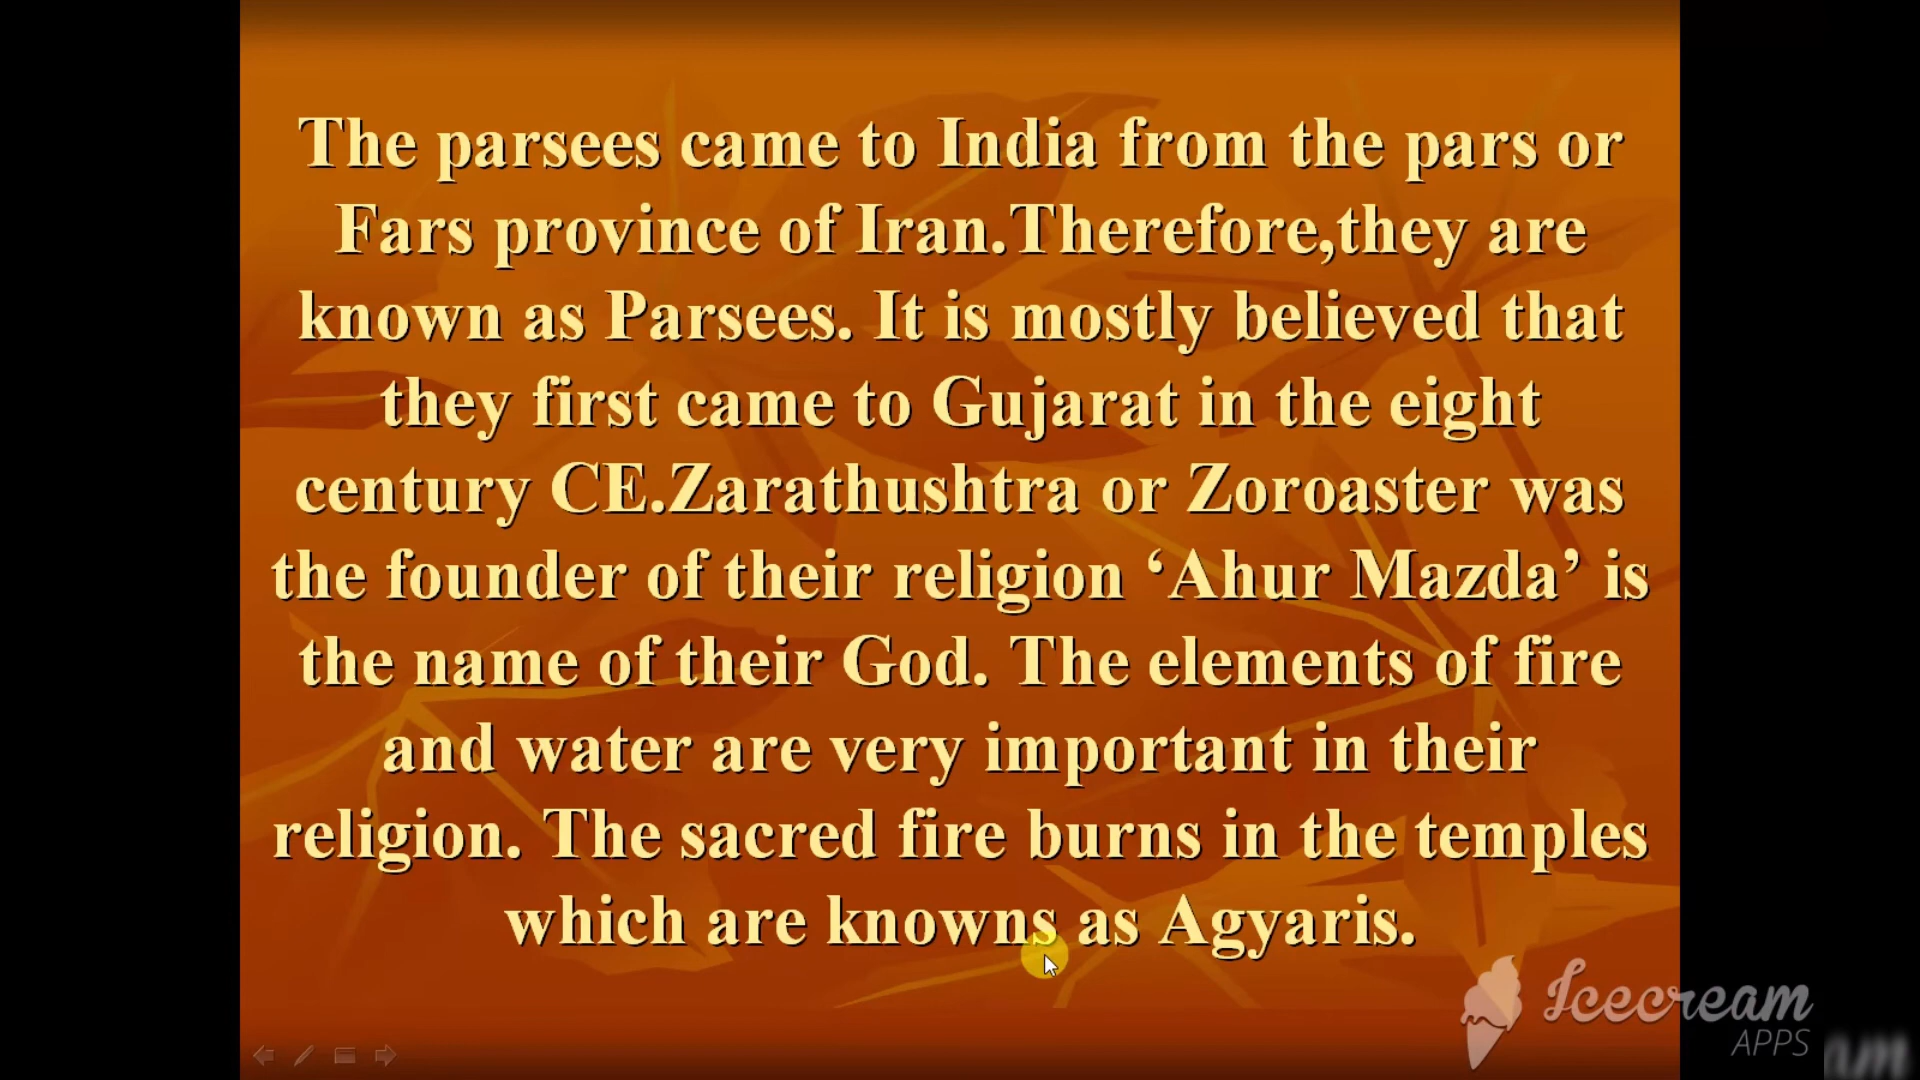 The parsees came to India from the pars or
Fars province of Iran.Therefore,they are
known as Parsees. It is mostly believed that
they first came to Gujarat in the eight
century CE.Zarathushtra or Zoroaster was
the founder of their religion ‘Ahur Mazda’ is
the name of their God. The elements of fire
and water are very important in their
religion. The sacred fire burns in the temples
which are knowns as Agyaris.
Icecream
APPS